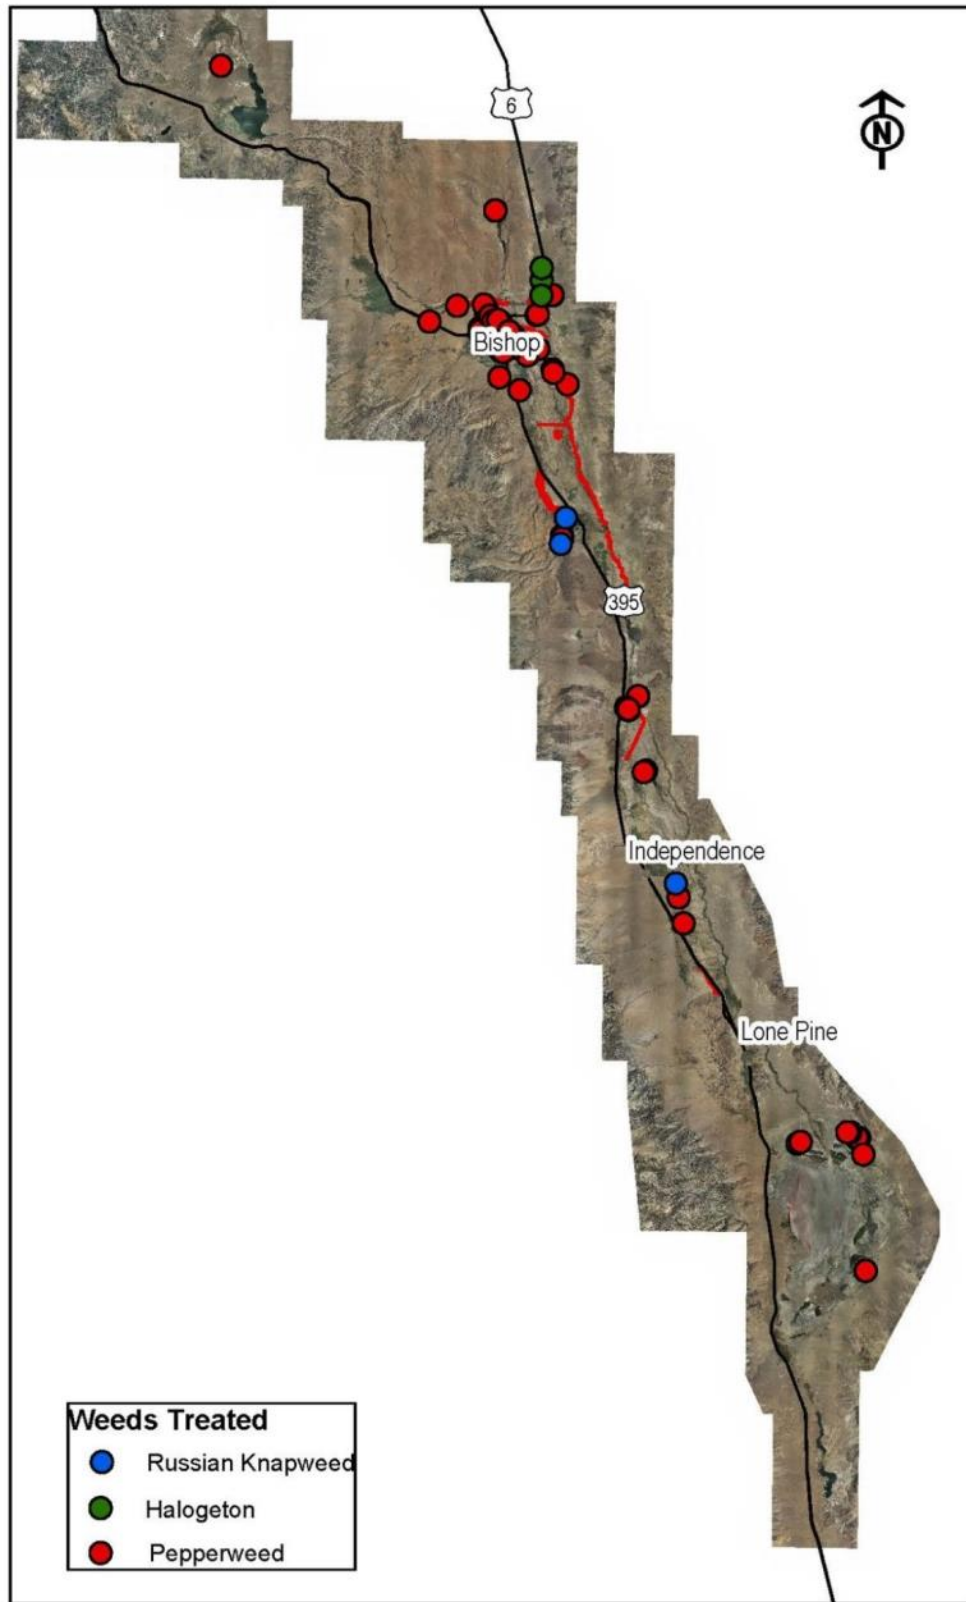 6
N
Bishop
395
Independence
Lone Pine
Weeds Treated
Russian Knapweed
Halogeton
Pepperweed